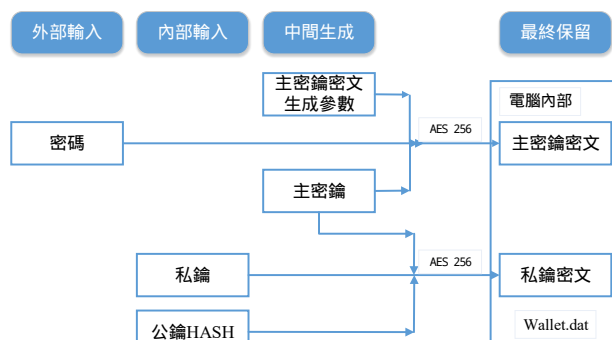 外部輸入
內部輸入
中間生成
最終保留
主密鑰密文
生成參數
電腦內部
AES 256
密碼
主密鑰密文
主密鑰
AES 256
私鑰
私鑰密文
公鑰HASH
Wallet.dat